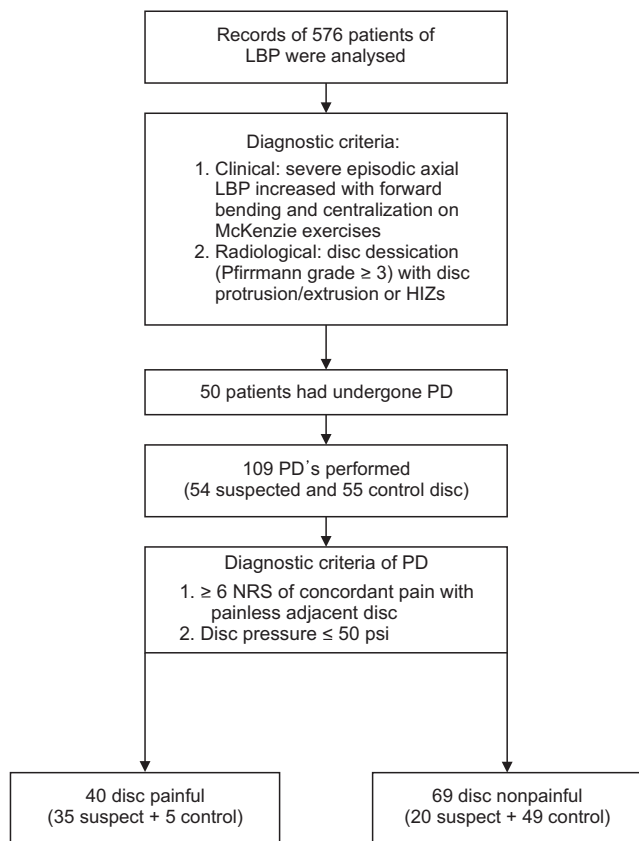 Records of 576 patients of
LBP were analysed
Diagnostic criteria:
1. Clinical: severe episodic axial
LBP increased with forward
bending and centralization on
McKenzie exercises
2. Radiological: disc dessication
(Pfirrmann grade ≥ 3) with disc
protrusion/extrusion or HIZs
50 patients had undergone PD
109 PD's performed
(54 suspected and 55 control disc)
Diagnostic criteria of PD
1. ≥ 6 NRS of concordant pain with
painless adjacent disc
2. Disc pressure ≤ 50 psi
40 disc painful
(35 suspect + 5 control)
69 disc nonpainful
(20 suspect + 49 control)